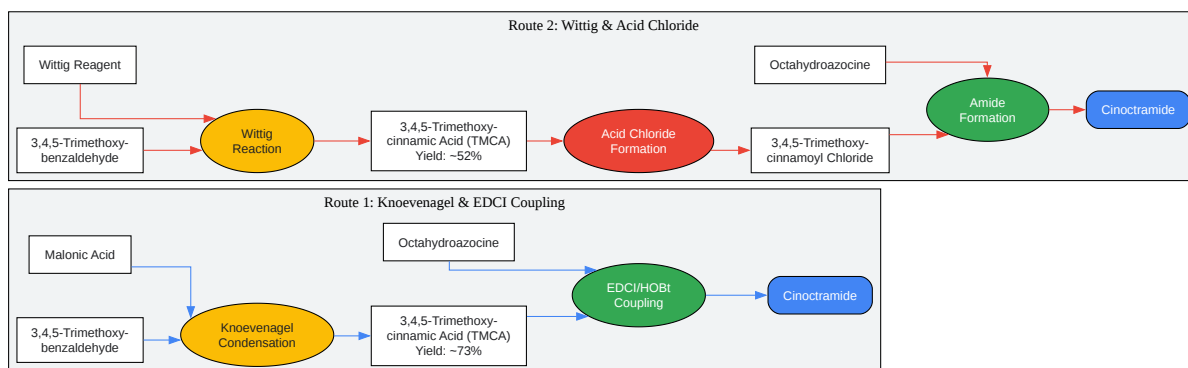 Route 2: Wittig & Acid Chloride
Wittig Reagent
Octahydroazocine
3,4,5-Trimethoxy-
benzaldehyde
Wittig
Reaction
3,4,5-Trimethoxy-
cinnamic Acid (TMCA)
Yield: ~52%
Acid Chloride
Formation
3,4,5-Trimethoxy-
cinnamoyl Chloride
Amide
Formation
Cinoctramide
Route 1: Knoevenagel & EDCI Coupling
Malonic Acid
Octahydroazocine
3,4,5-Trimethoxy-
benzaldehyde
Knoevenagel
Condensation
3,4,5-Trimethoxy-
cinnamic Acid (TMCA)
Yield: ~73%
EDCI/HOBt
Coupling
Cinoctramide